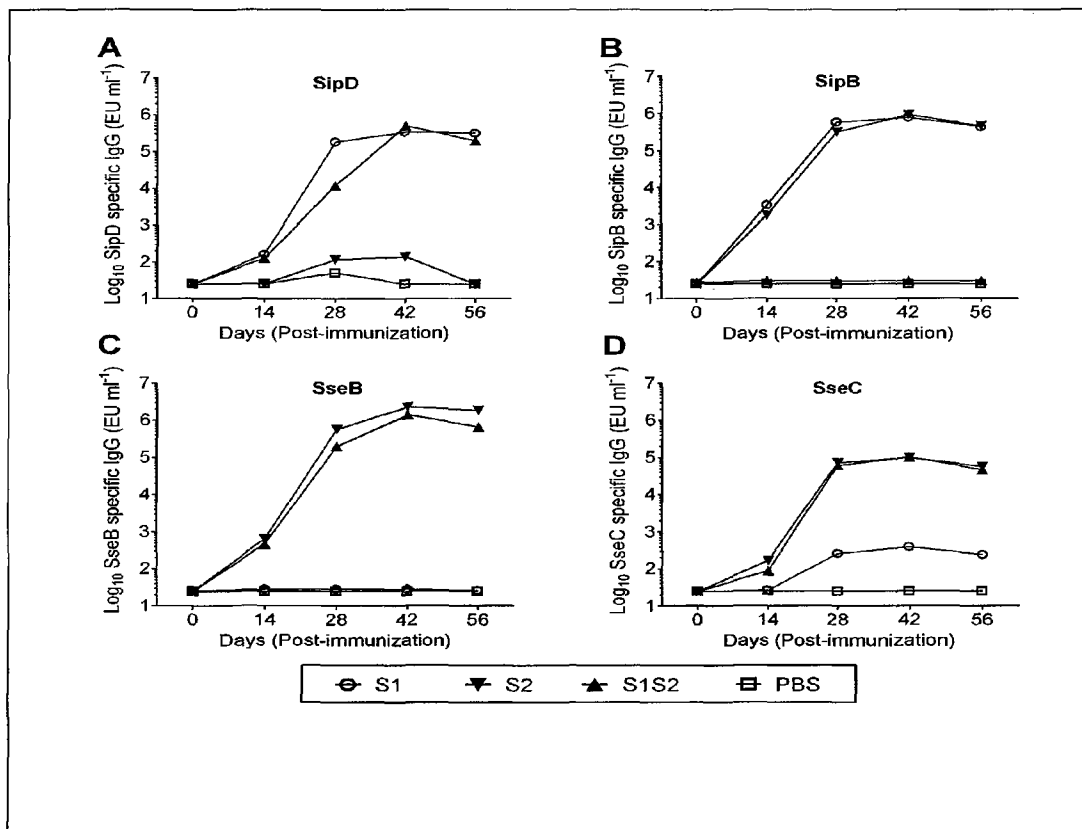 A
B
SipD
SipB
Log₁₀ SipD specific IgG (EU ml⁻¹)
7
6
5
4
3
2
1
0 14 28 42 56
Days (Post-immunization)
Log₁₀ SipB specific IgG (EU ml⁻¹)
7
6
5
4
3
2
1
0 14 28 42 56
Days (Post-immunization)
C
D
SseB
SseC
Log₁₀ SseB specific IgG (EU ml⁻¹)
7
6
5
4
3
2
1
0 14 28 42 56
Days (Post-immunization)
Log₁₀ SseC specific IgG (EU ml⁻¹)
7
6
5
4
3
2
1
0 14 28 42 56
Days (Post-immunization)
S1 S2 S1S2 PBS